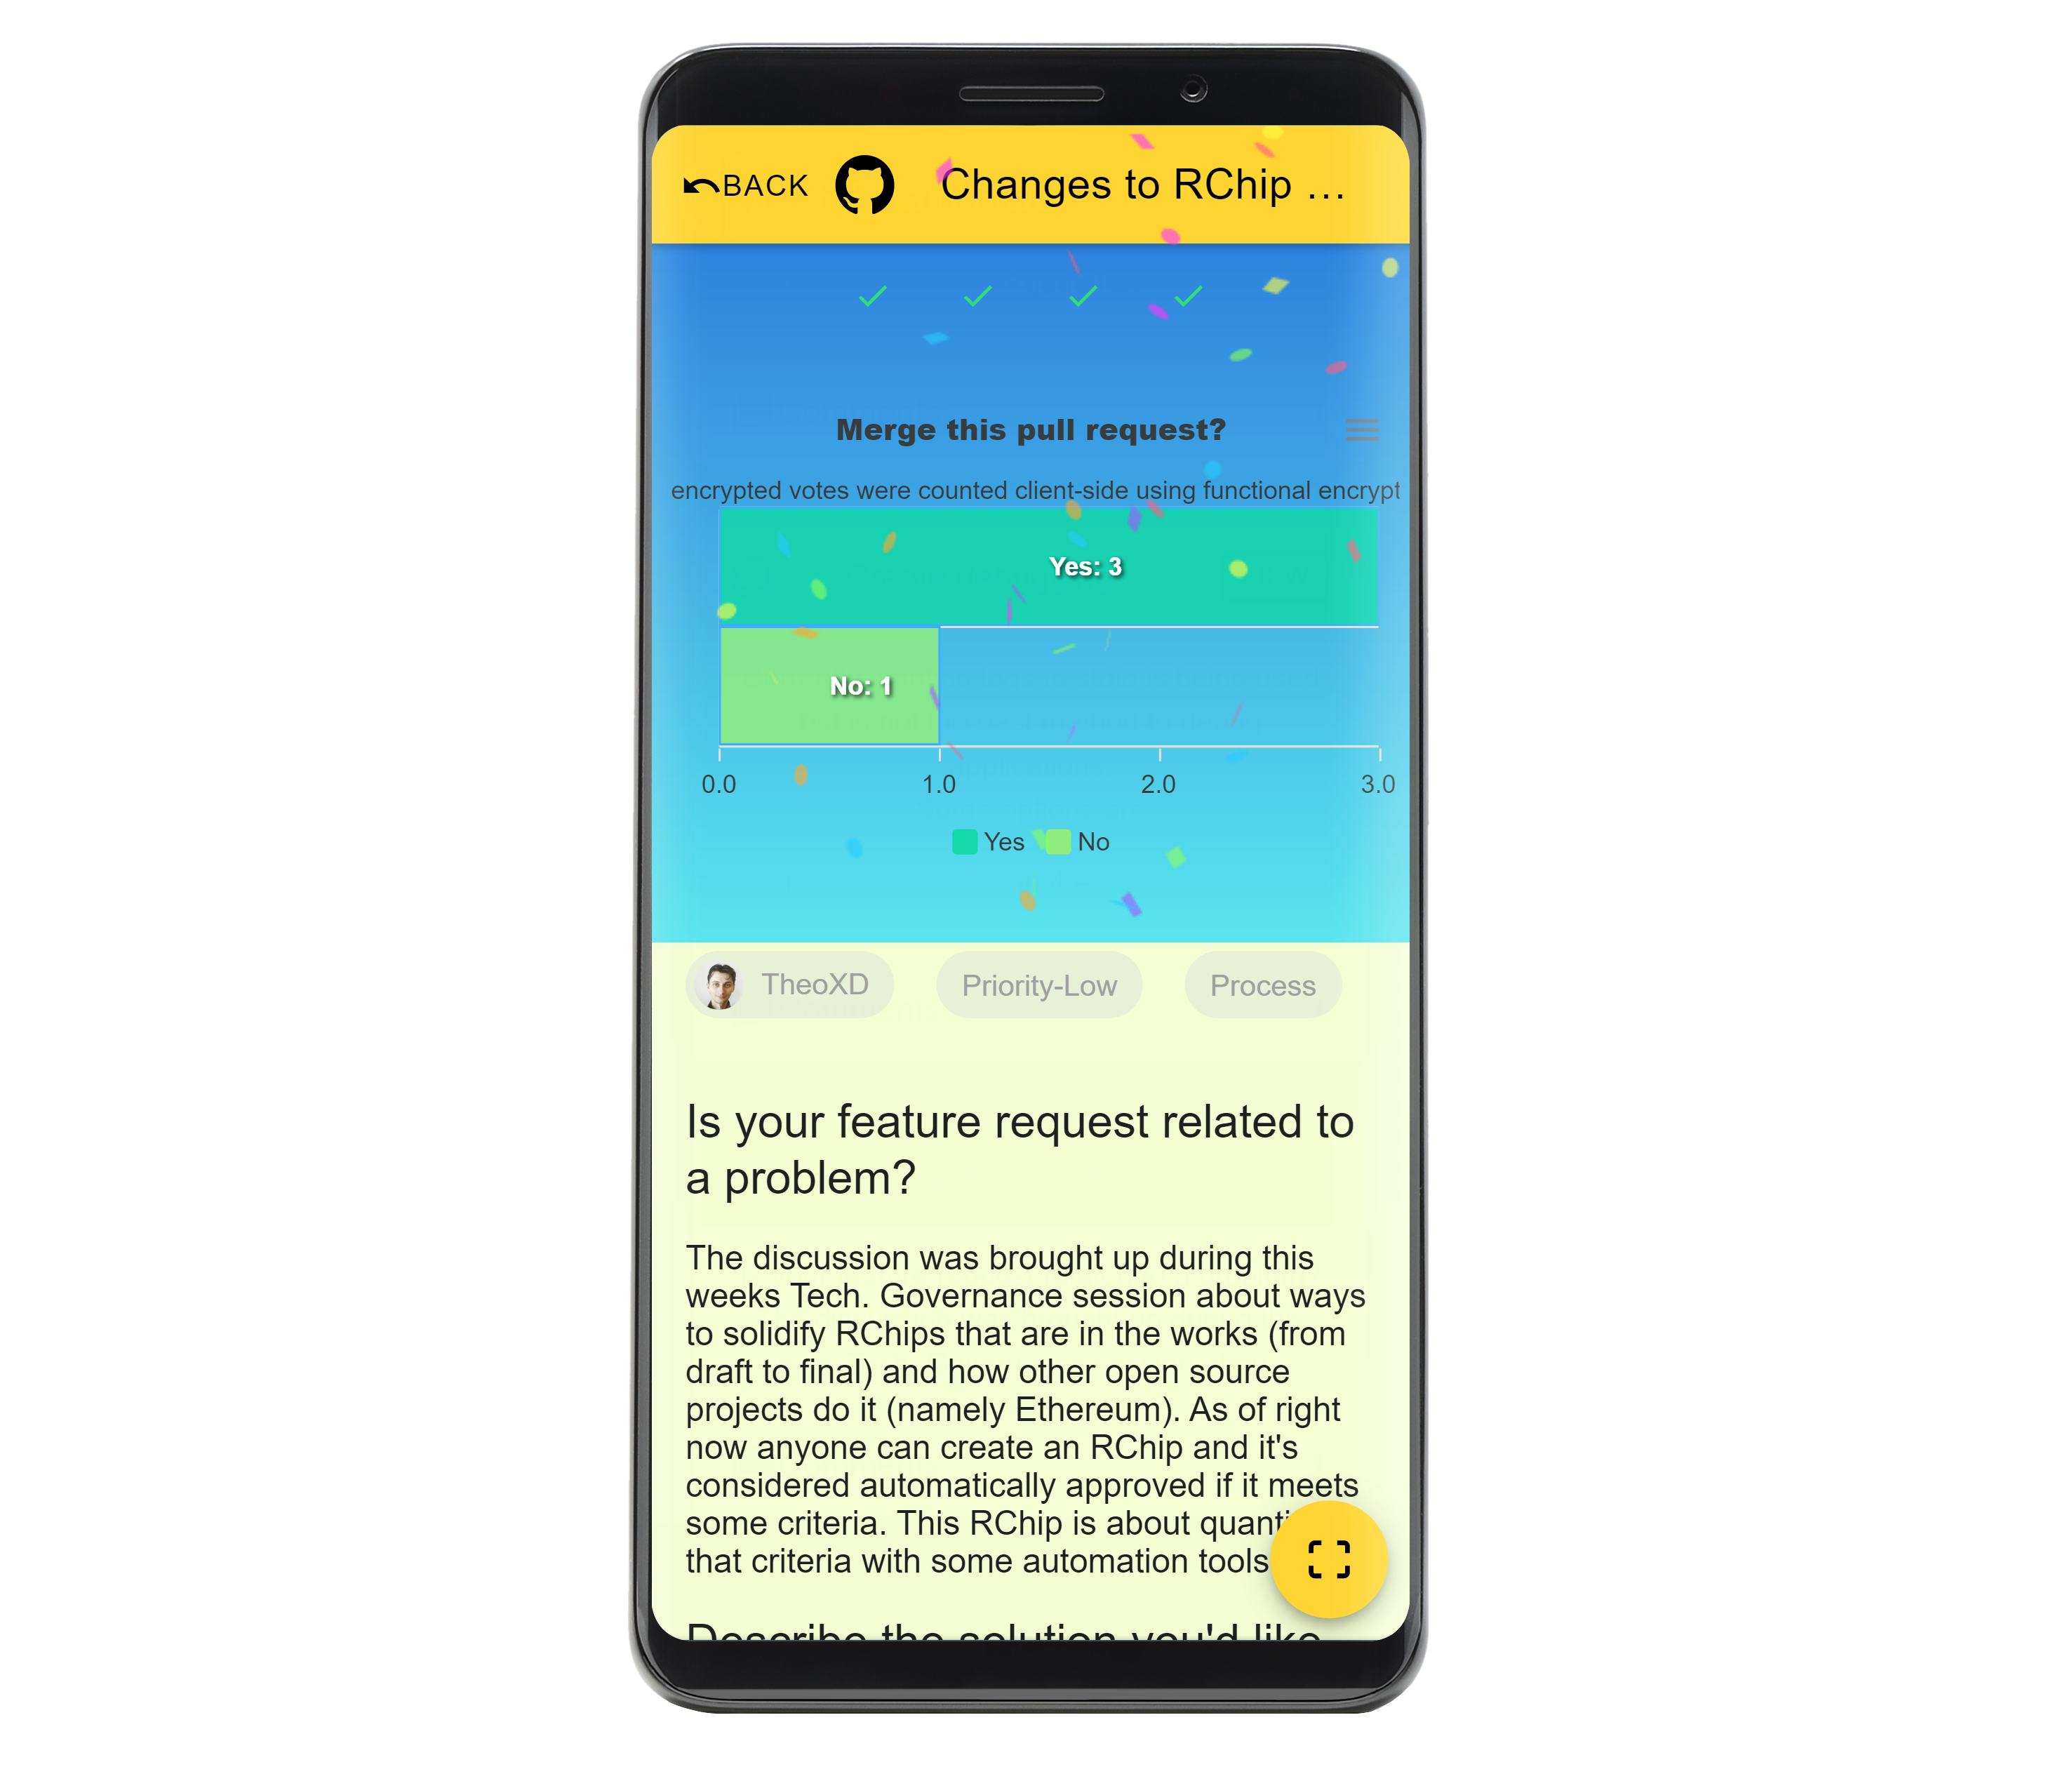 BACK
Changes to RChip ...
Merge this pull request?
encrypted votes were counted client-side using functional encrypt
Yes: 3
No: 1
0.0 1.0 2.0 3.0
Yes No
TheoXD Priority-Low Process
Is your feature request related to
a problem?
The discussion was brought up during this
weeks Tech. Governance session about ways
to solidify RChips that are in the works (from
draft to final) and how other open source
projects do it (namely Ethereum). As of right
now anyone can create an RChip and it's
considered automatically approved if it meets
some criteria. This RChip is about
that criteria with some automation tools
Describe the solution you'd like